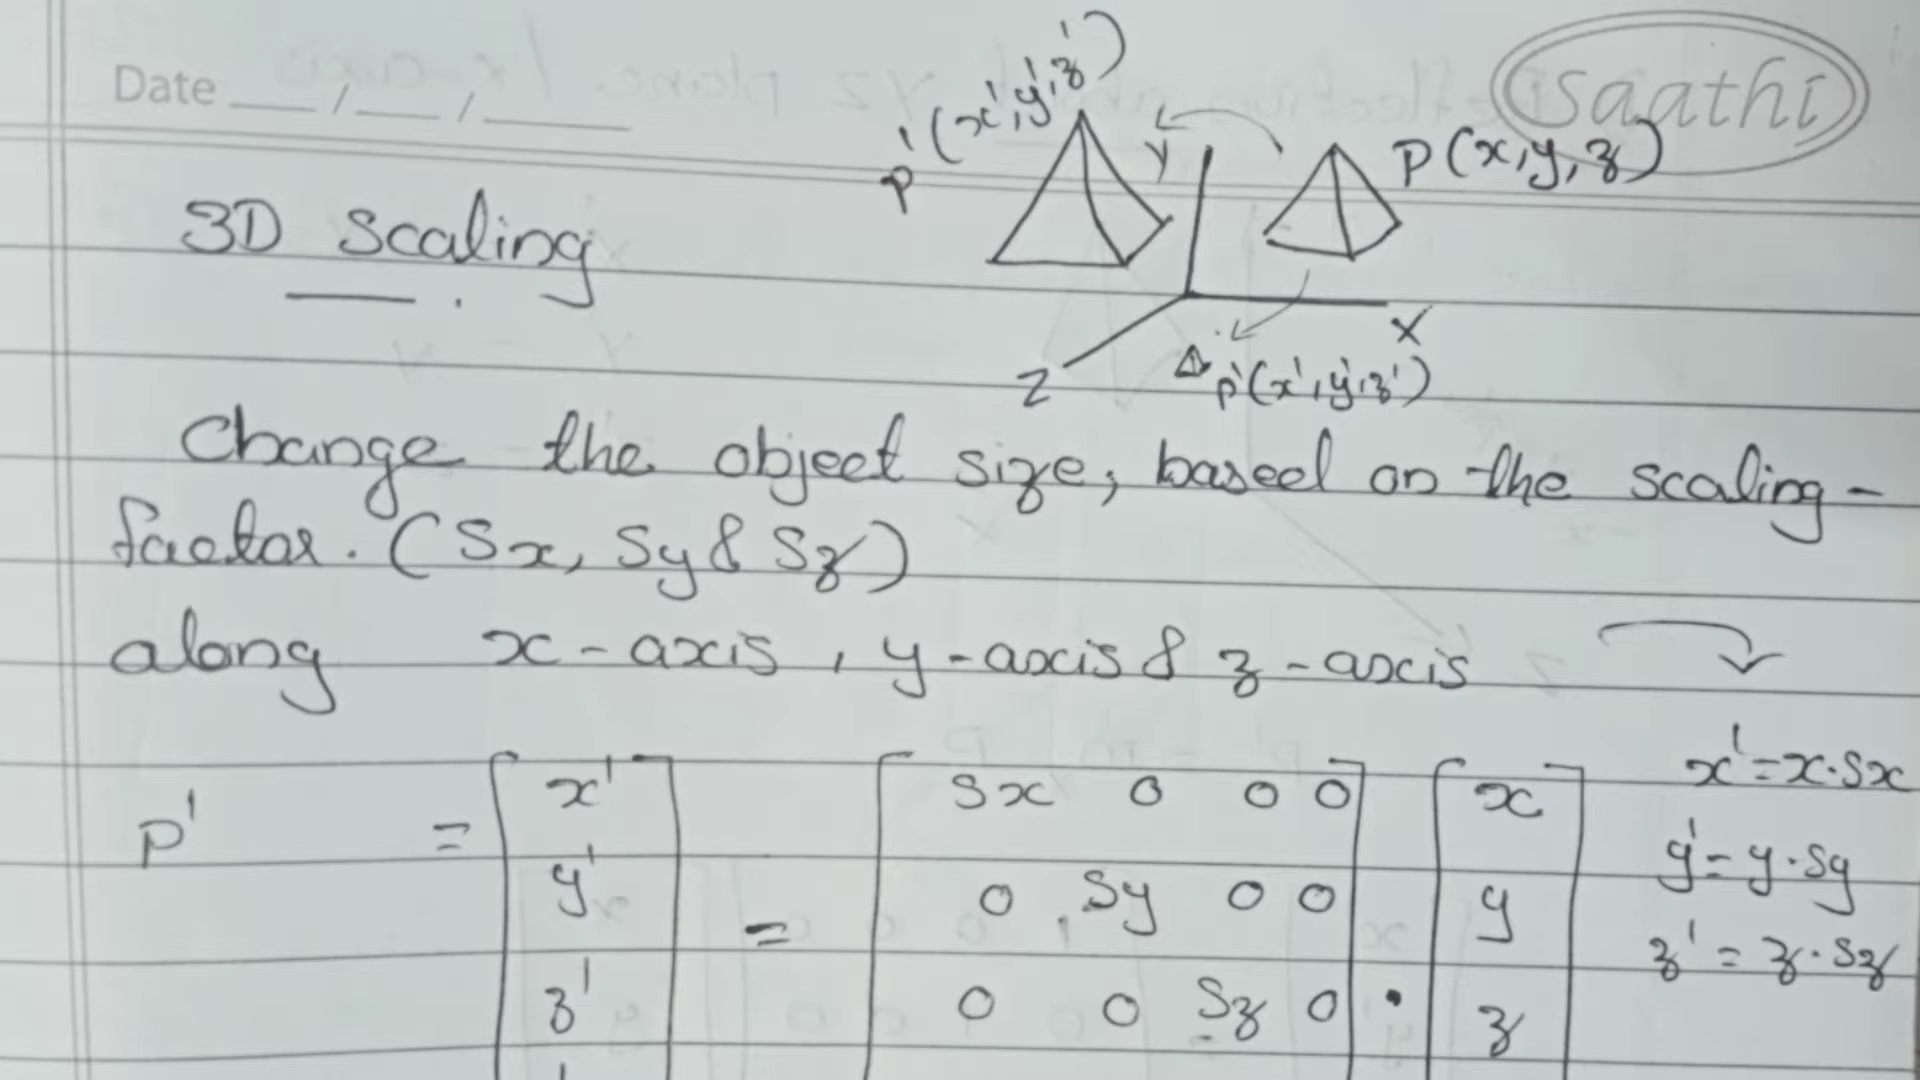 Date __/__/____
saathi
P'(x',y',z')
P(x,y,z)
Y
X
Z
P'(x',y',z')
3D Scaling
Change the object size, based on the scaling-
factor. (Sx, Sy & Sz)
along x-axis, y-axis & z-axis
P' = [x' = [Sx 0 0 0] [x] x'=x.Sx
y' 0 Sy 0 0 y y'=y.Sy
z' 0 0 Sz 0 . z z'=z.Sz